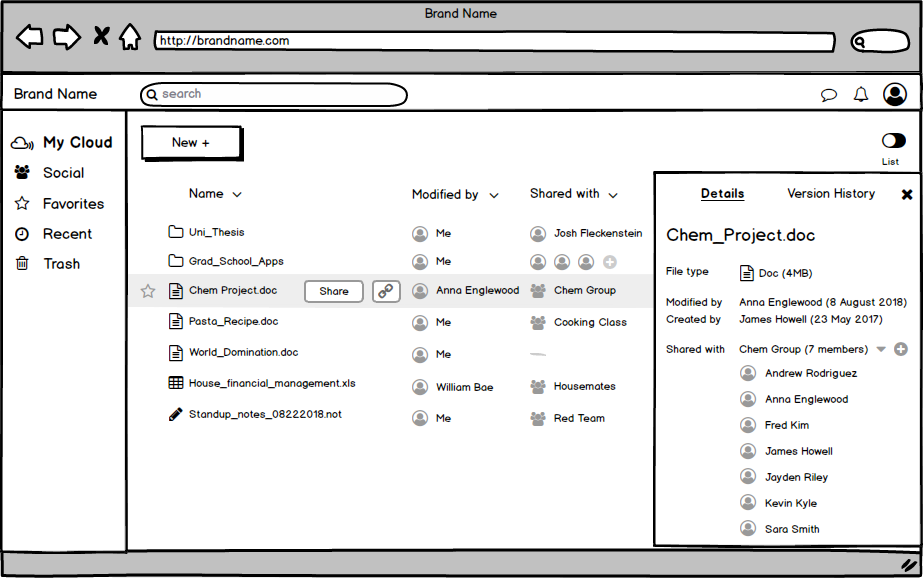 Brand Name
http://brandname.com
Brand Name
search
My Cloud
Social
Favorites
Recent
Trash
New +
List
Name Modified by Shared with
Uni_Thesis Me Josh Fleckenstein
Grad_School_Apps Me
Chem Project.doc Share Anna Englewood Chem Group
Pasta_Recipe.doc Me Cooking Class
World_Domination.doc Me —
House_financial_management.xls William Bae Housemates
Standup_notes_08222018.not Me Red Team
Details Version History
Chem_Project.doc
File type Doc (4MB)
Modified by Anna Englewood (8 August 2018)
Created by James Howell (23 May 2017)
Shared with Chem Group (7 members)
Andrew Rodriguez
Anna Englewood
Fred Kim
James Howell
Jayden Riley
Kevin Kyle
Sara Smith